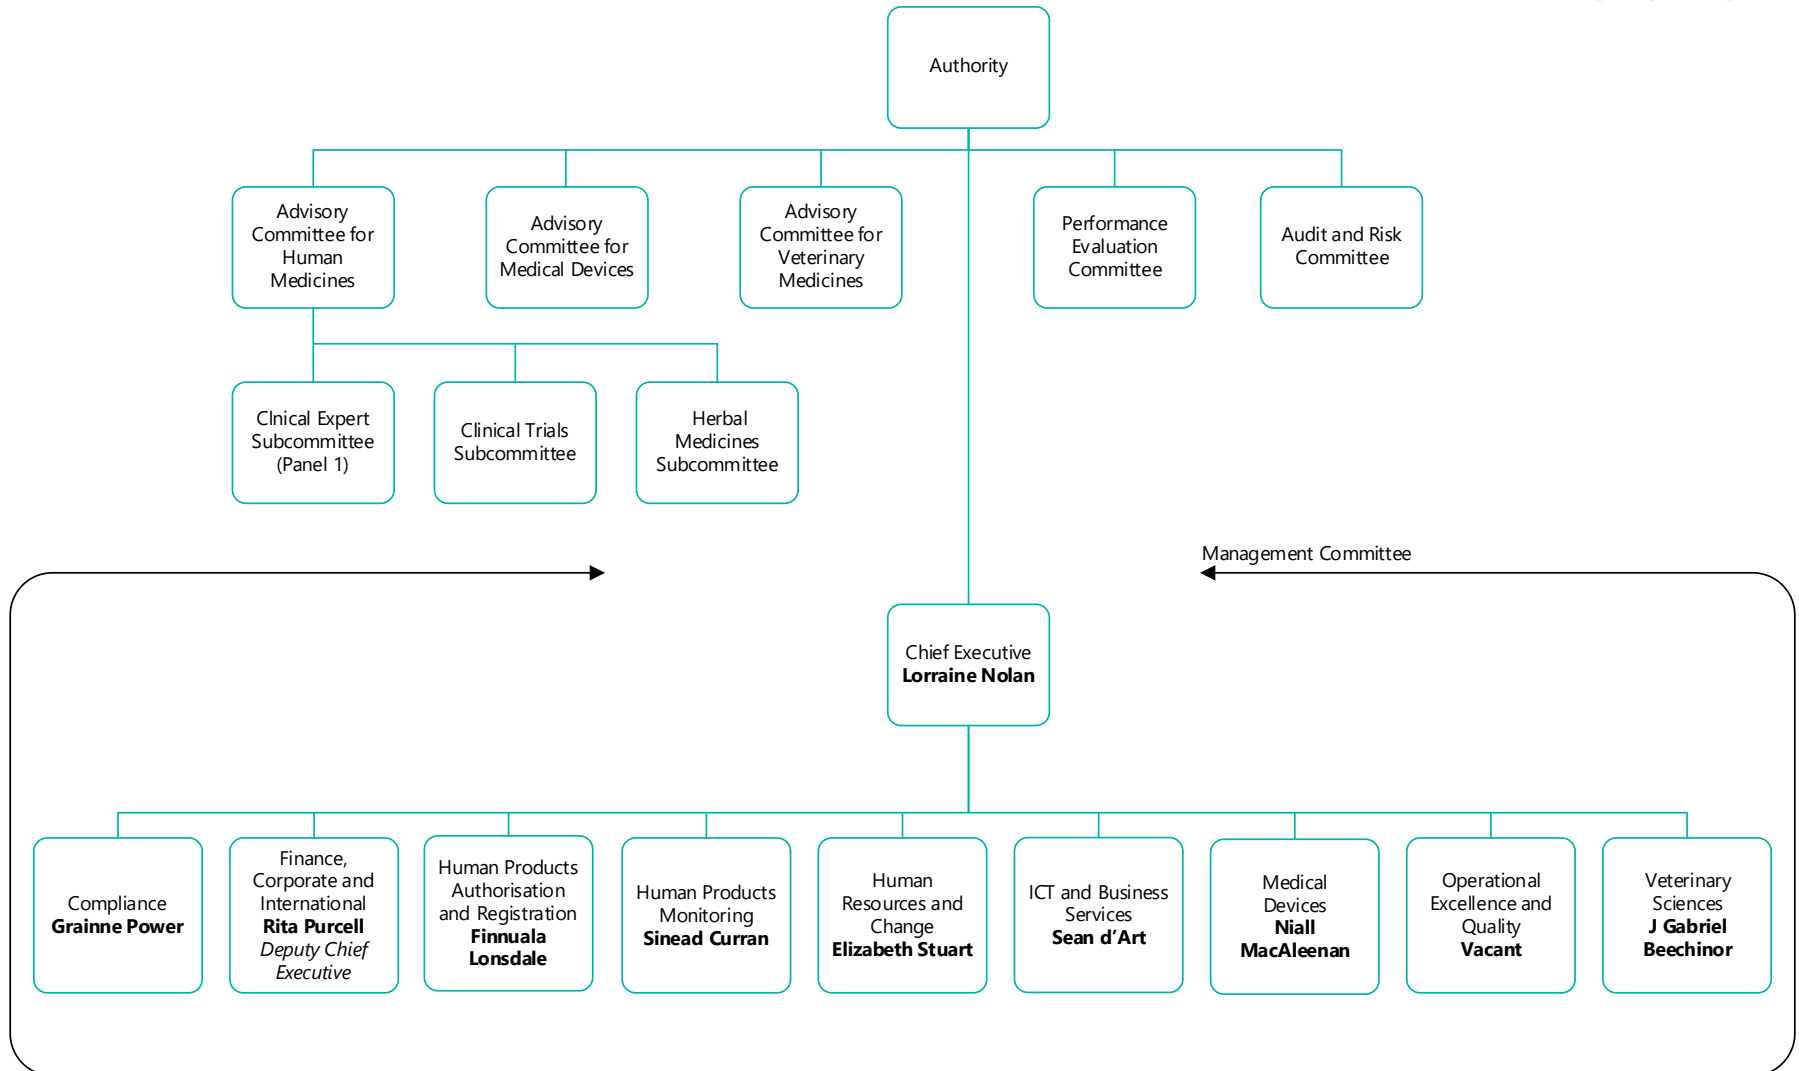 Authority
Advisory
Committee for
Human
Medicines
Advisory
Committee for
Medical Devices
Advisory
Committee for
Veterinary
Medicines
Performance
Evaluation
Committee
Audit and Risk
Committee
Clnical Expert
Subcommittee
(Panel 1)
Clinical Trials
Subcommittee
Herbal
Medicines
Subcommittee
Management Committee
Chief Executive
Lorraine Nolan
Compliance
Grainne Power
Finance,
Corporate and
International
Rita Purcell
Deputy Chief
Executive
Human Products
Authorisation
and Registration
Finnuala
Lonsdale
Human Products
Monitoring
Sinead Curran
Human
Resources and
Change
Elizabeth Stuart
ICT and Business
Services
Sean d’Art
Medical
Devices
Niall
MacAleenan
Operational
Excellence and
Quality
Vacant
Veterinary
Sciences
J Gabriel
Beechinor